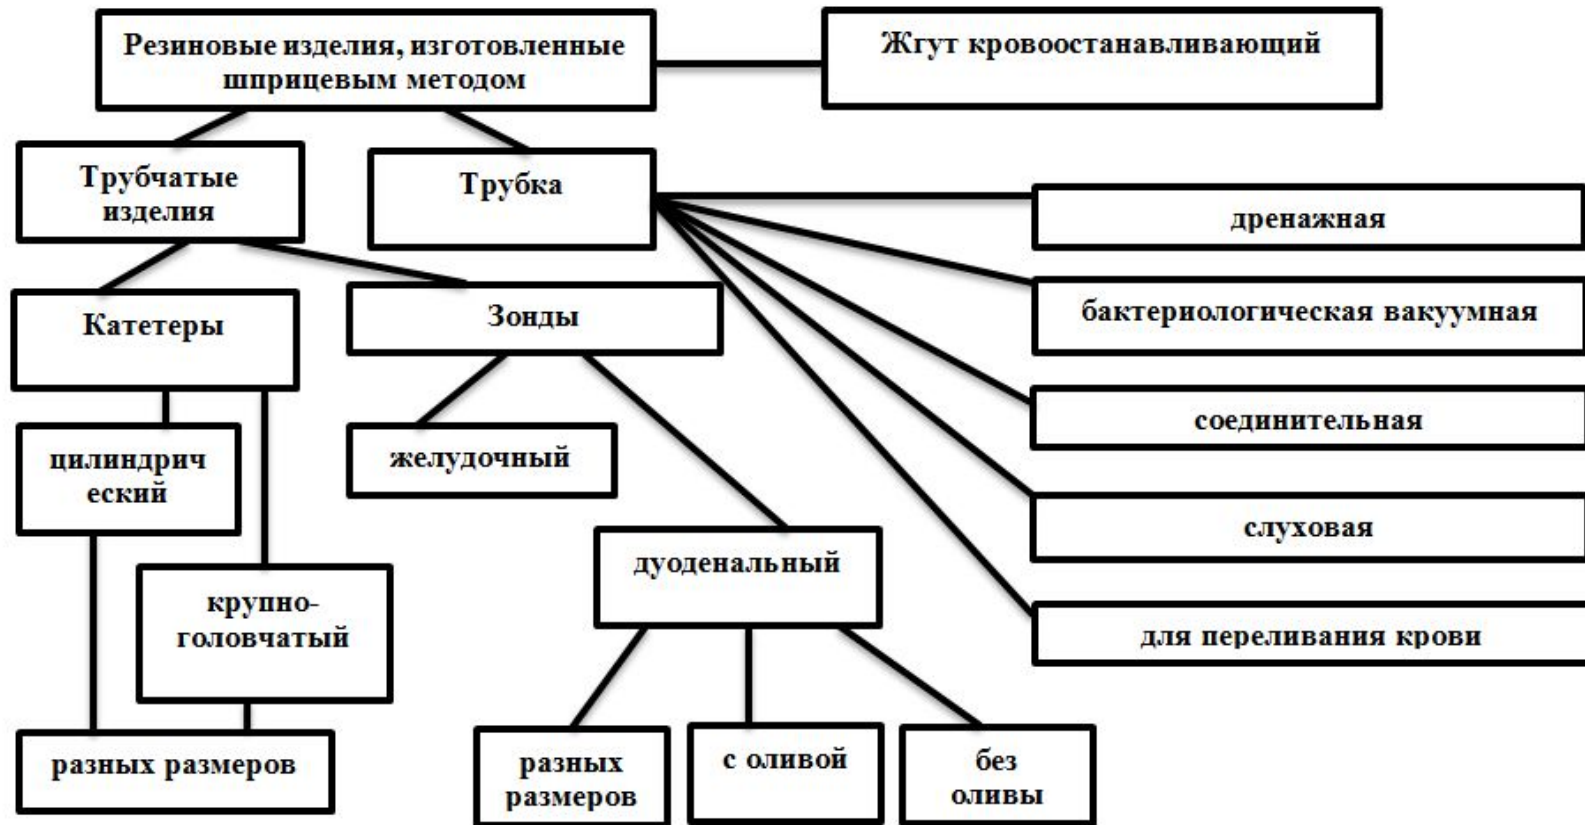 Резиновые изделия, изготовленные
шприцевым методом
Жгут кровоостанавливающий
Трубчатые
изделия
Трубка
дренажная
бактериологическая вакуумная
соединительная
слуховая
для переливания крови
Катетеры
Зонды
цилиндрич
еский
желудочный
крупно-
головчатый
дуоденальный
разных размеров
разных
размеров
с оливой
без
оливы